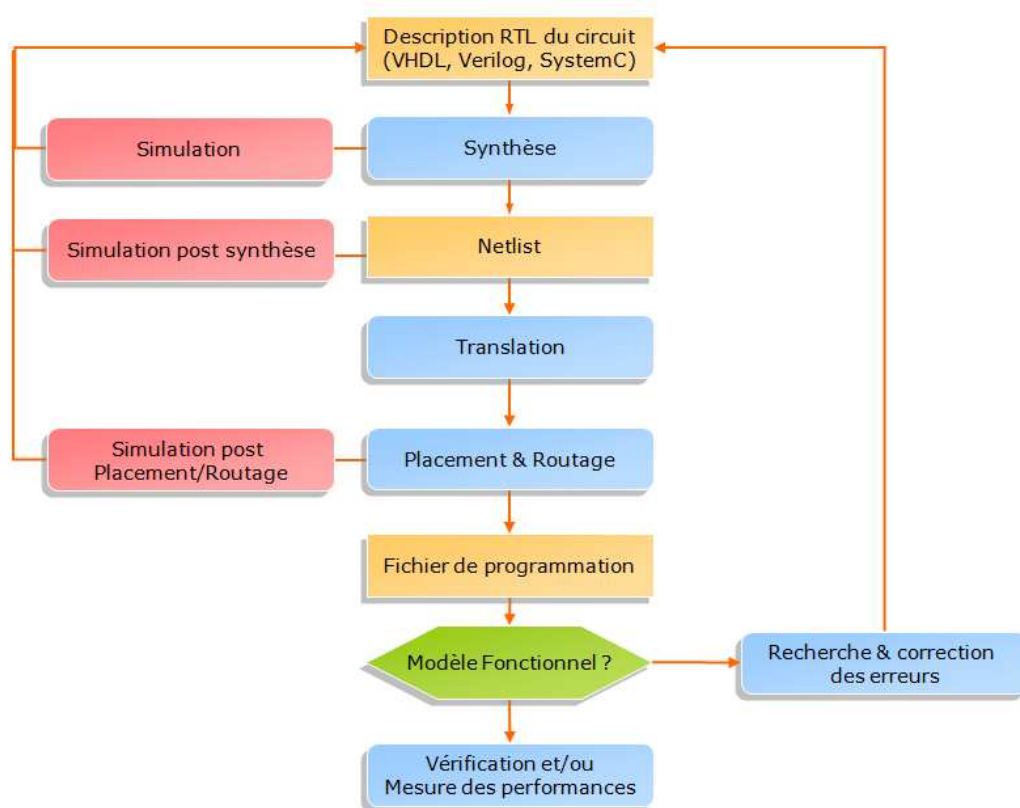 Description RTL du circuit
(VHDL, Verilog, SystemC)
Simulation
Synthèse
Simulation post synthèse
Netlist
Translation
Simulation post
Placement/Routage
Placement & Routage
Fichier de programmation
Modèle Fonctionnel ?
Recherche & correction
des erreurs
Vérification et/ou
Mesure des performances